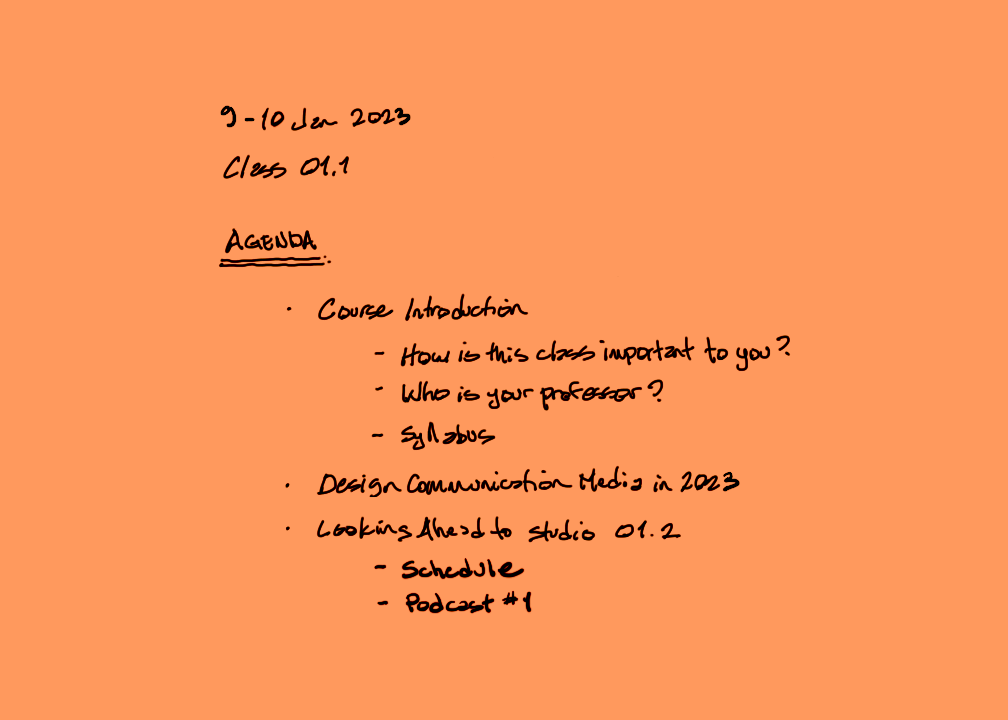 9-10 Jan 2023
Class 01.1
AGENDA:
· Course Introduction
- How is this class important to you?
- Who is your professor?
- Syllabus
· Design Communication Media in 2023
· Looking Ahead to studio 01.2
- Schedule
- Podcast #1